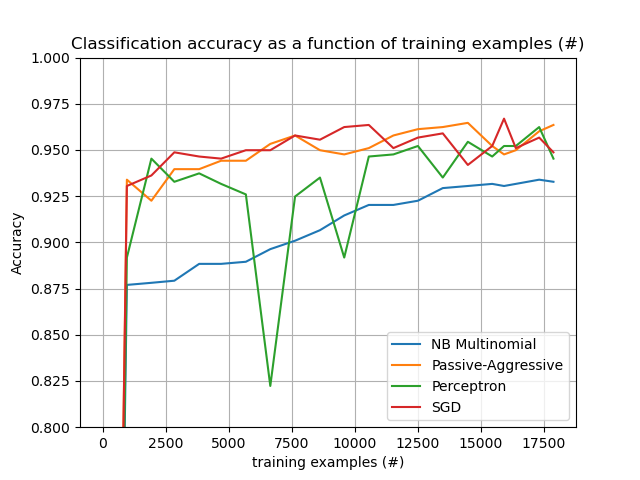 Classification accuracy as a function of training examples (#)
1.000
0.975
0.950
0.925
0.900
0.875
0.850
0.825
0.800
Accuracy
NB Multinomial
Passive-Aggressive
Perceptron
SGD
0 2500 5000 7500 10000 12500 15000 17500
training examples (#)